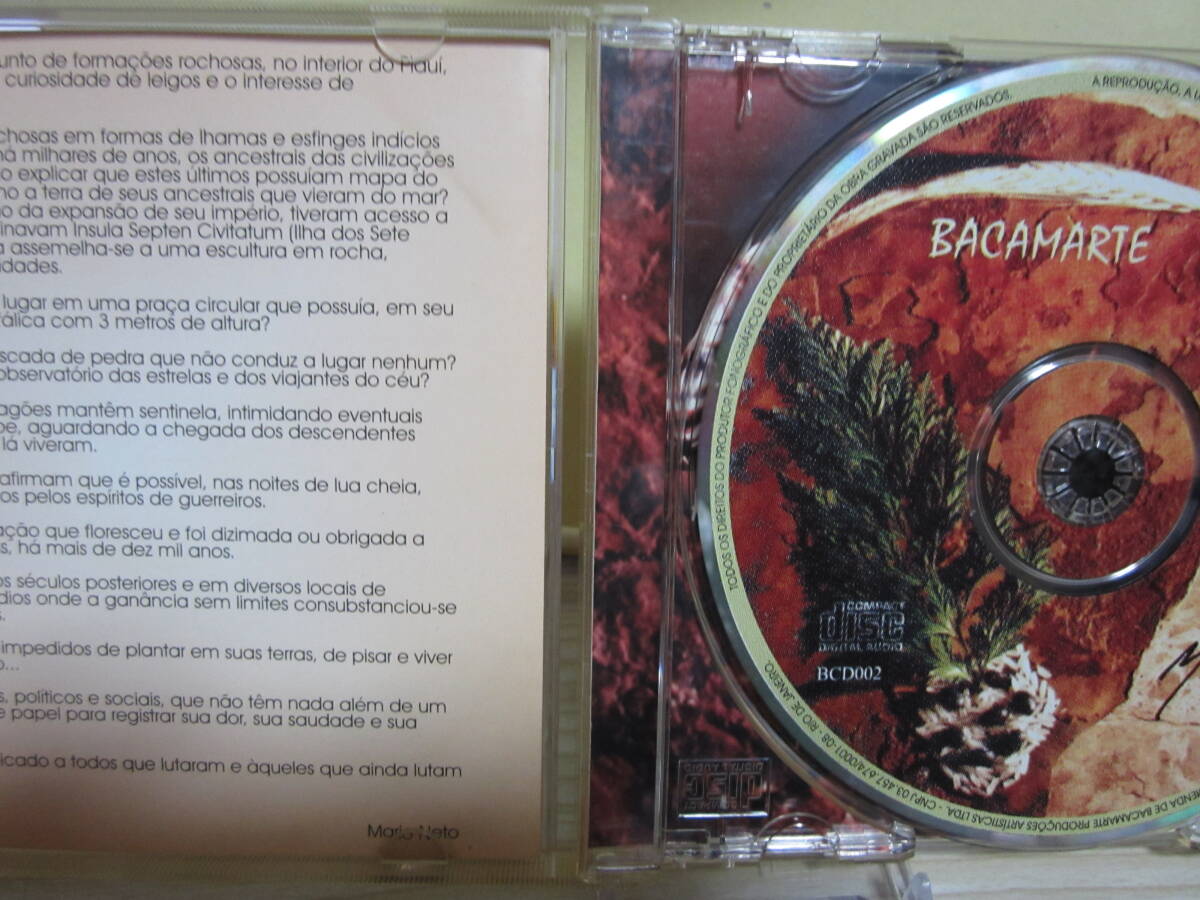 unto de formações rochosas, no interior do Piauí,
curiosidade de leigos e o interesse de
chosas em formas de lhamas e esfinges indícios
há milhares de anos, os ancestrais das civilizações
o explicar que estes últimos possuíam mapa do
mo a terra de seus ancestrais que vieram do mar?
o da expansão de seu império, tiveram acesso a
inavam Insula Septen Civitatum (Ilha dos Sete
a assemelha-se a uma escultura em rocha,
idades.
lugar em uma praça circular que possuía, em seu
fálica com 3 metros de altura?
scada de pedra que não conduz a lugar nenhum?
observatório das estrelas e dos viajantes do céu?
agões mantêm sentinela, intimidando eventuais
be, aguardando a chegada dos descendentes
lá viveram.
afirmam que é possível, nas noites de lua cheia,
os pelos espíritos de guerreiros.
ação que floresceu e foi dizimada ou obrigada a
s, há mais de dez mil anos.
os séculos posteriores e em diversos locais de
dios onde a ganância sem limites consubstanciou-se
s.
impedidos de plantar em suas terras, de pisar e viver
o...
s, políticos e sociais, que não têm nada além de um
e papel para registrar sua dor, sua saudade e sua
icado a todos que lutaram e àqueles que ainda lutam
Mario Neto
TODOS OS DIREITOS DO PRODUTOR FONOGRÁFICO E DO PROPRIETÁRIO DA OBRA GRAVADA SÃO RESERVADOS.
A REPRODUÇÃO, A
BACAMARTE
COMPACT
disc
DIGITAL AUDIO
BCD002
RENDA DE BACAMARTE PRODUÇÕES ARTÍSTICAS LTDA. - CNPJ 03.457.674/0001-08 - RIO DE JANEIRO.
COMPACT
disc
DIGITAL AUDIO